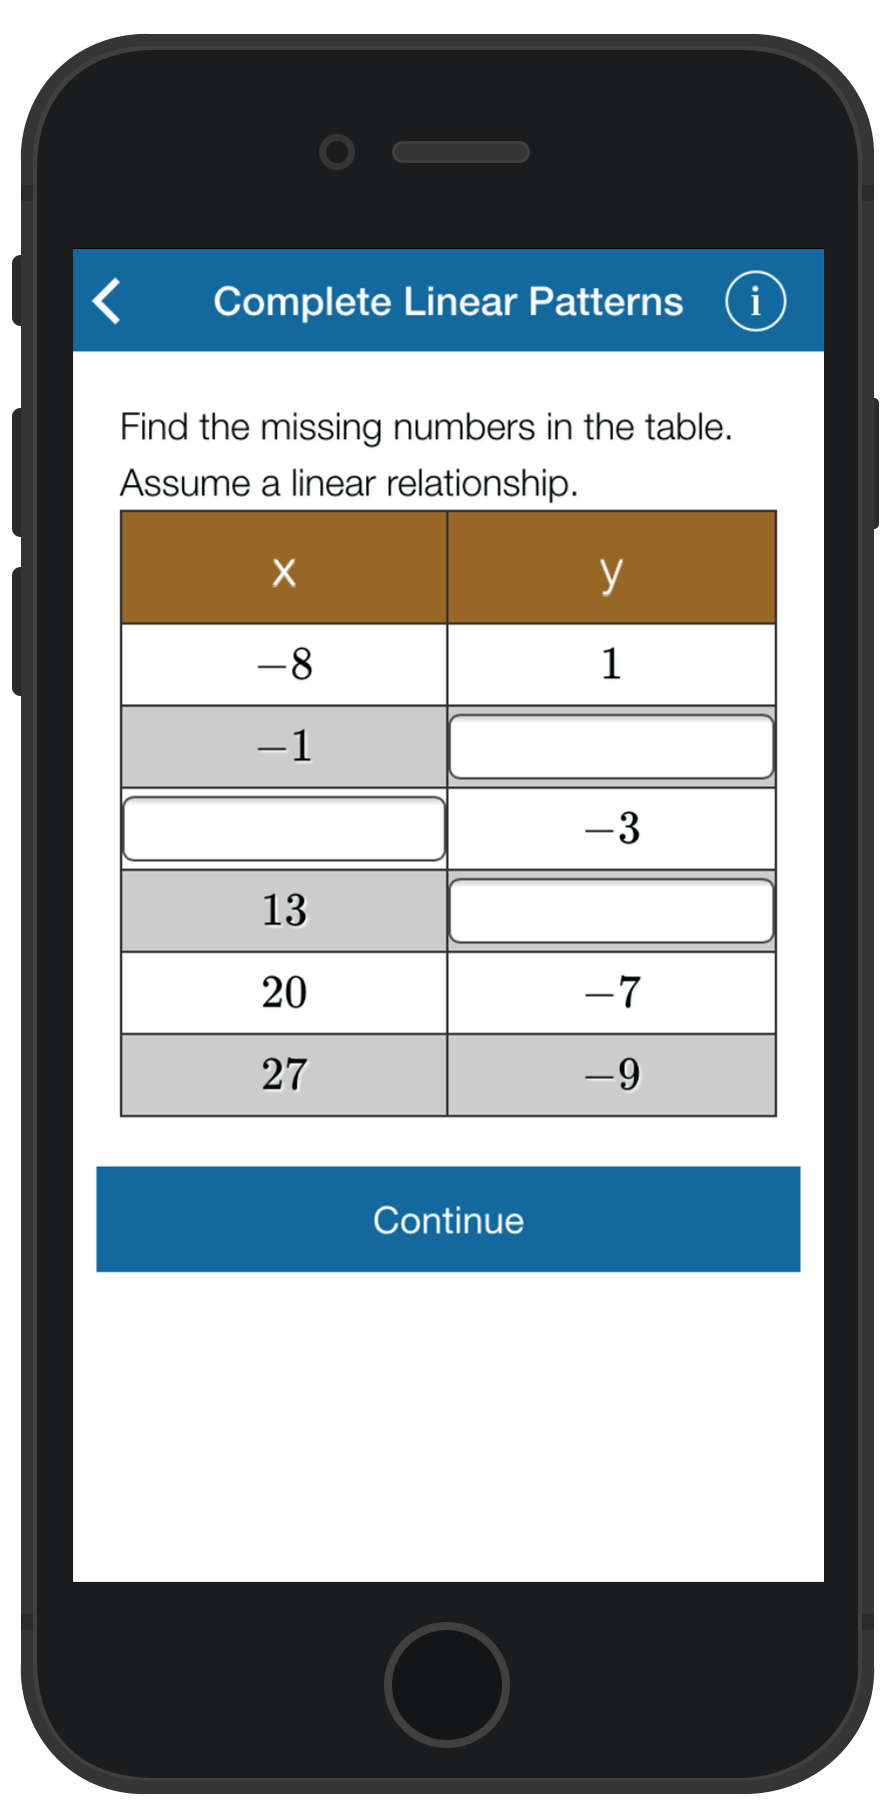 Complete Linear Patterns i
Find the missing numbers in the table.
Assume a linear relationship.
x y
−8 1
−1
−3
13
20 −7
27 −9
Continue